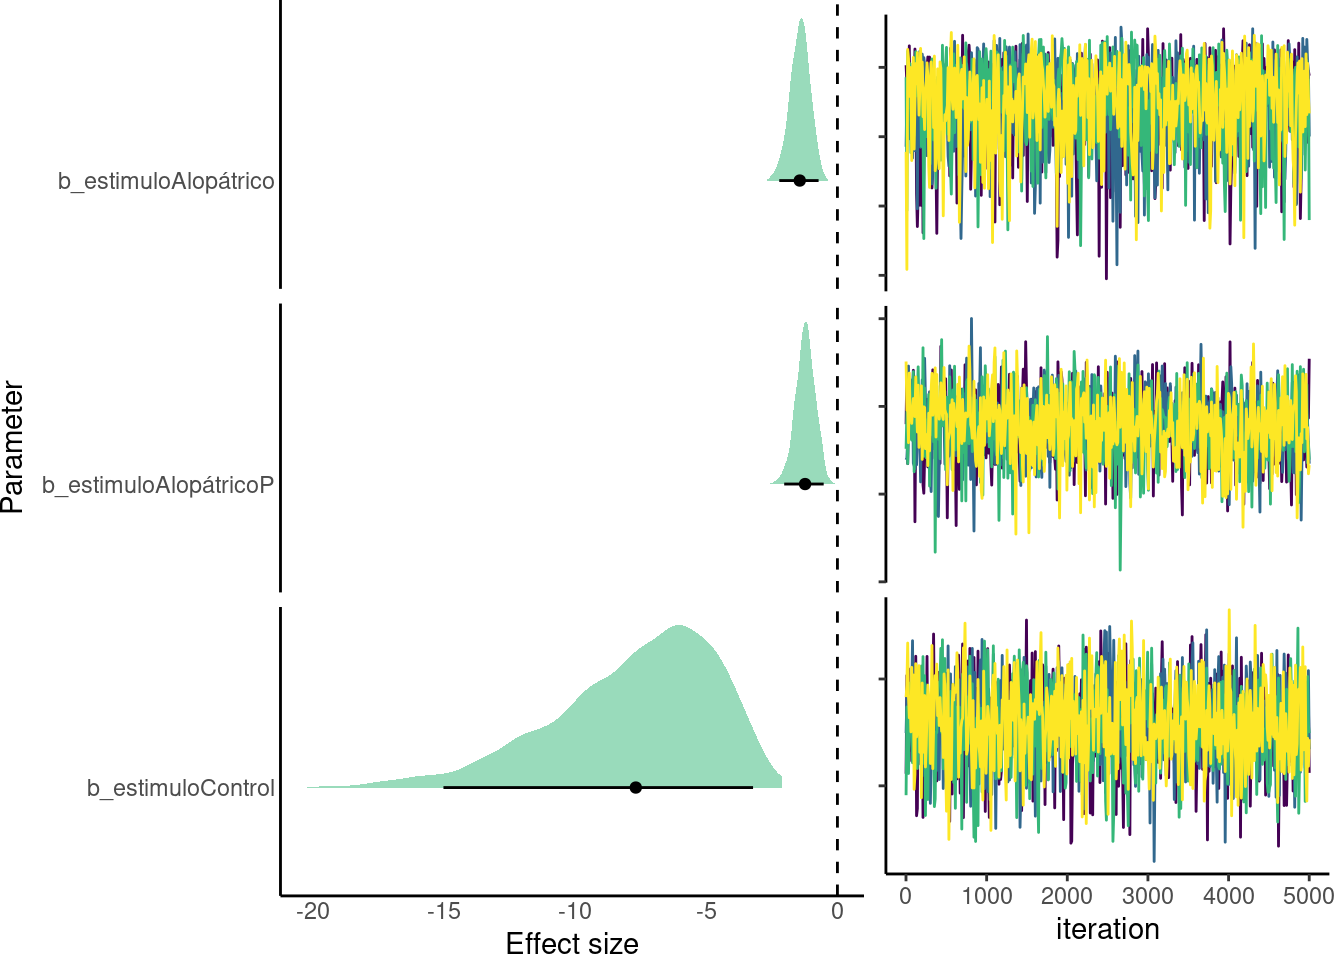 Parameter
b_estimuloAlopátrico
b_estimuloAlopátricoP
b_estimuloControl
-20 -15 -10 -5 0
Effect size
0 1000 2000 3000 4000 5000
iteration